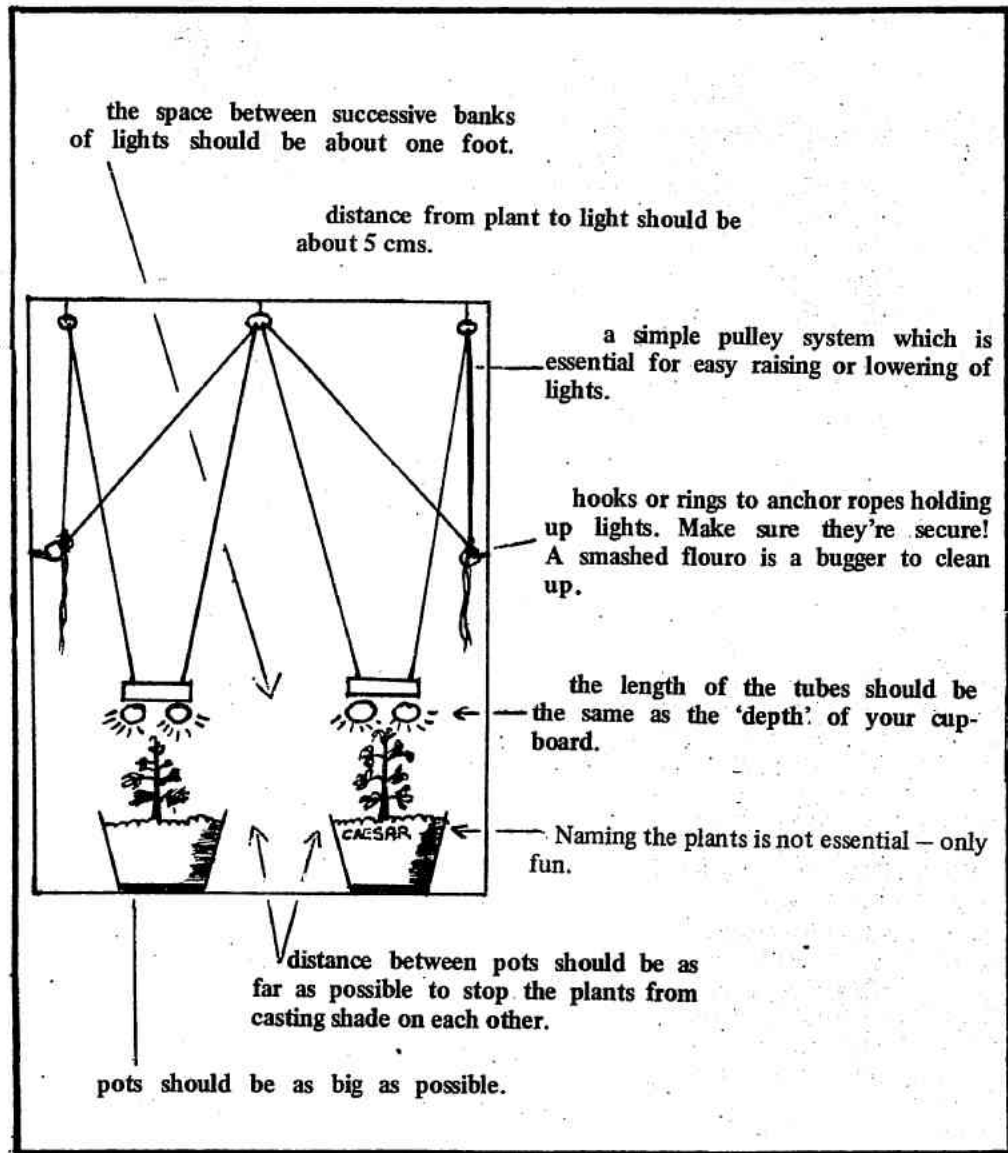 the space between successive banks
of lights should be about one foot.
distance from plant to light should be
about 5 cms.
a simple pulley system which is
essential for easy raising or lowering of
lights.
hooks or rings to anchor ropes holding
up lights. Make sure they're secure!
A smashed flouro is a bugger to clean
up.
the length of the tubes should be
the same as the 'depth' of your cup-
board.
CAESAR
Naming the plants is not essential — only
fun.
distance between pots should be as
far as possible to stop the plants from
casting shade on each other.
pots should be as big as possible.